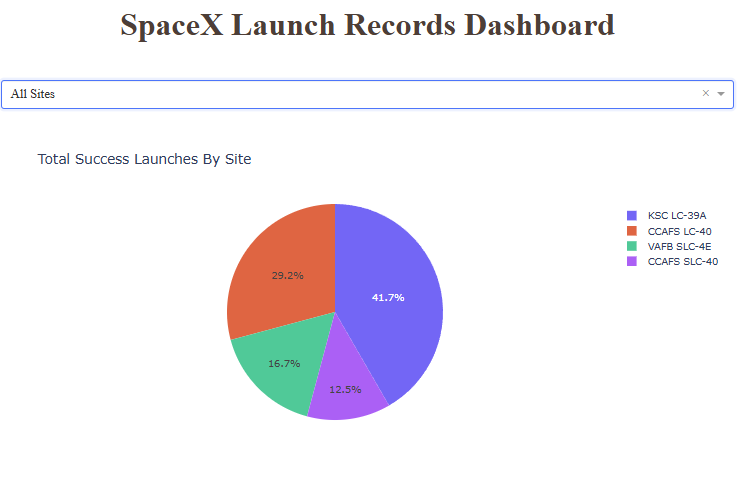 SpaceX Launch Records Dashboard
All Sites ×
Total Success Launches By Site
KSC LC-39A
CCAFS LC-40
VAFB SLC-4E
CCAFS SLC-40
29.2%
41.7%
16.7%
12.5%